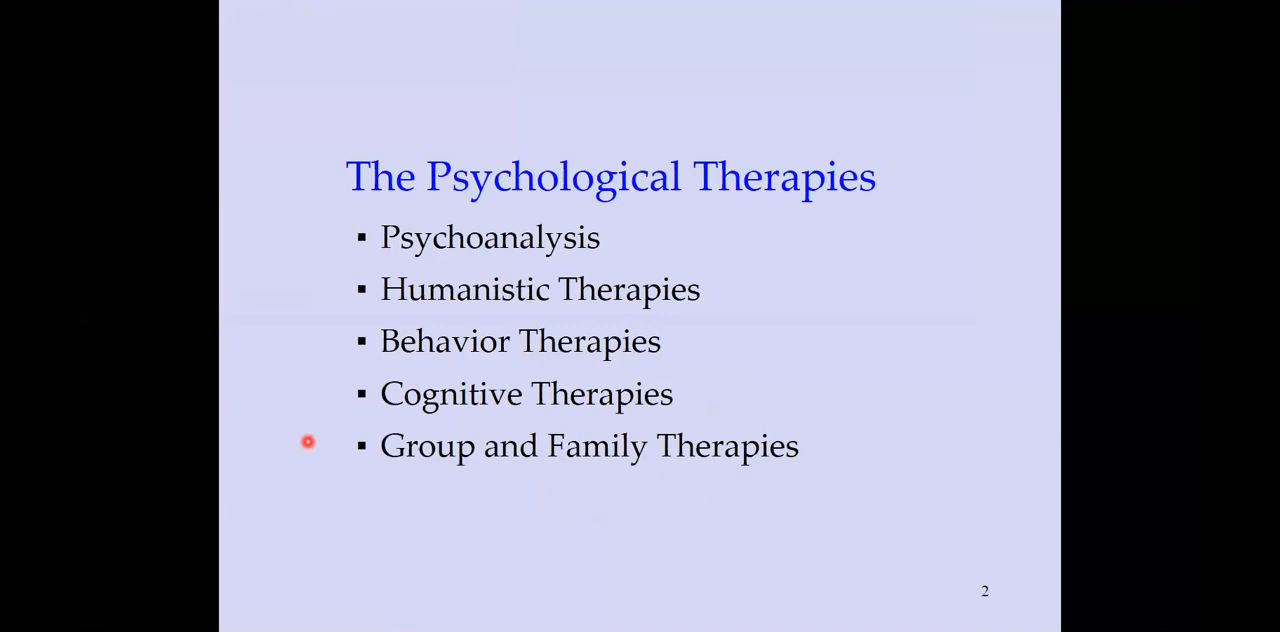 The Psychological Therapies
▪ Psychoanalysis
▪ Humanistic Therapies
▪ Behavior Therapies
▪ Cognitive Therapies
▪ Group and Family Therapies
2